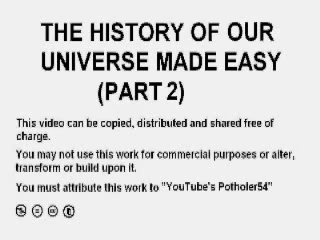 THE HISTORY OF OUR
UNIVERSE MADE EASY
(PART 2)
This video can be copied, distributed and shared free of
charge.
You may not use this work for commercial purposes or alter,
transform or build upon it.
You must attribute this work to "YouTube's Potholer54"